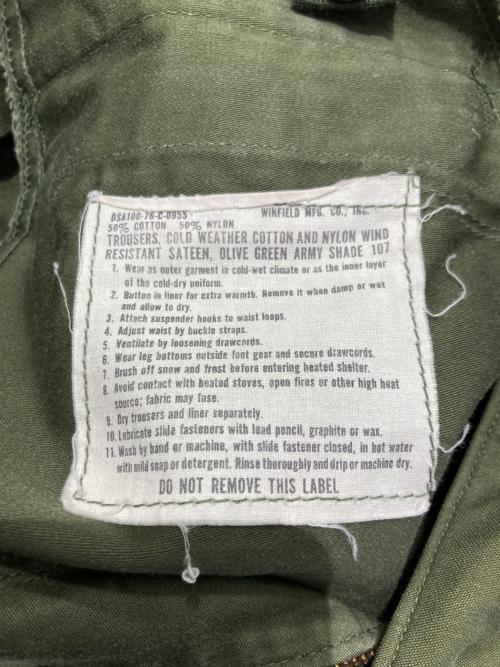 DSA100-76-C-0955 WINFIELD MFG. CO., INC.
50% COTTON 50% NYLON
TROUSERS, COLD WEATHER COTTON AND NYLON WIND
RESISTANT SATEEN, OLIVE GREEN ARMY SHADE 107
1. Wear as outer garment in cold-wet climate or as the inner layer
of the cold-dry uniform.
2. Button in liner for extra warmth. Remove it when damp or wet
and allow to dry.
3. Attach suspender hooks to waist loops.
4. Adjust waist by buckle straps.
5. Ventilate by loosening drawcords.
6. Wear leg bottoms outside foot gear and secure drawcords.
7. Brush off snow and frost before entering heated shelter.
8. Avoid contact with heated stoves, open fires or other high heat
source; fabric may fuse.
9. Dry trousers and liner separately.
10. Lubricate slide fasteners with lead pencil, graphite or wax.
11. Wash by hand or machine, with slide fastener closed, in hot water
with mild soap or detergent. Rinse thoroughly and drip or machine dry.
DO NOT REMOVE THIS LABEL